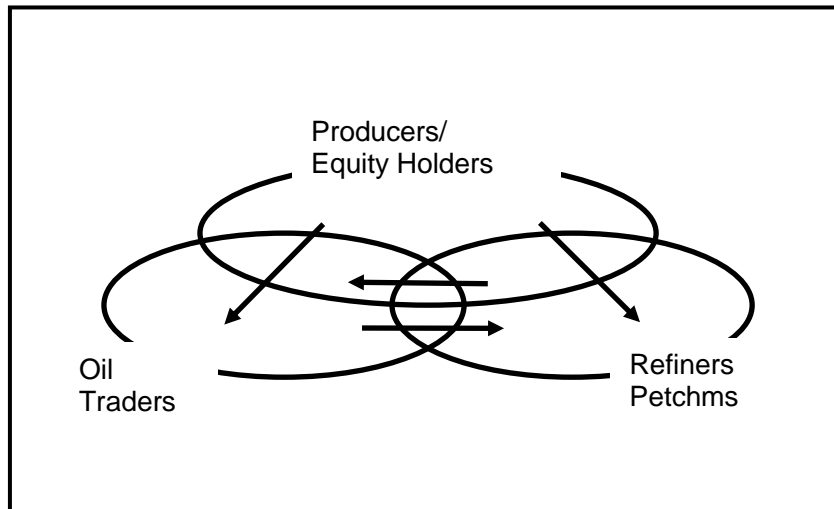 Producers/
Equity Holders
Oil
Traders
Refiners
Petchms